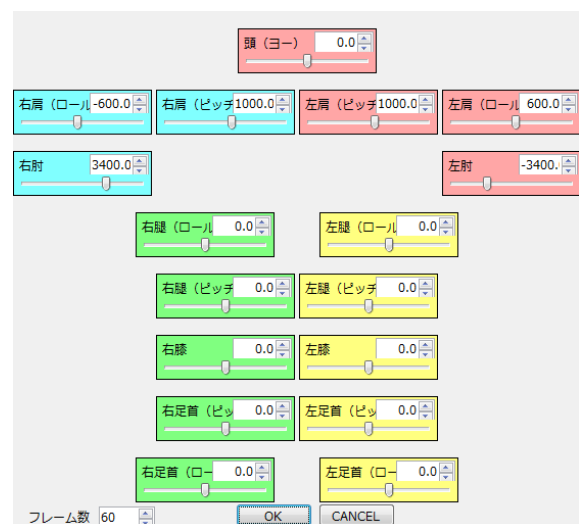 頭（ヨー） 0.0
右肩（ロール -600.0 右肩（ピッチ 1000.0 左肩（ピッチ 1000.0 左肩（ロール 600.0
右肘 3400.0 左肘 -3400.
右腿（ロール 0.0 左腿（ロール 0.0
右腿（ピッチ 0.0 左腿（ピッチ 0.0
右膝 0.0 左膝 0.0
右足首（ピッ 0.0 左足首（ピッ 0.0
右足首（ロー 0.0 左足首（ロー 0.0
フレーム数 60 OK CANCEL